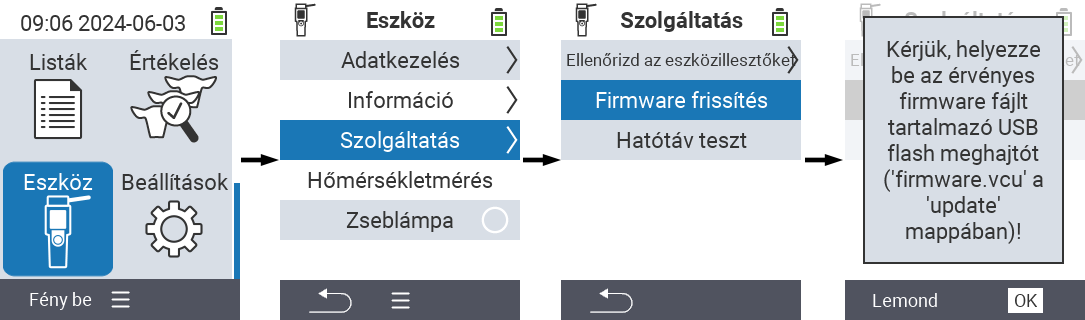 09:06 2024-06-03
Listák
Értékelés
Eszköz
Beállítások
Fény be
Eszköz
Adatkezelés
Információ
Szolgáltatás
Hőmérsékletmérés
Zseblámpa
Szolgáltatás
Ellenőrizd az eszközillesztőket
Firmware frissítés
Hatótáv teszt
Kérjük, helyezze
be az érvényes
firmware fájlt
tartalmazó USB
flash meghajtót
('firmware.vcu' a
'update'
mappában)!
Lemond
OK